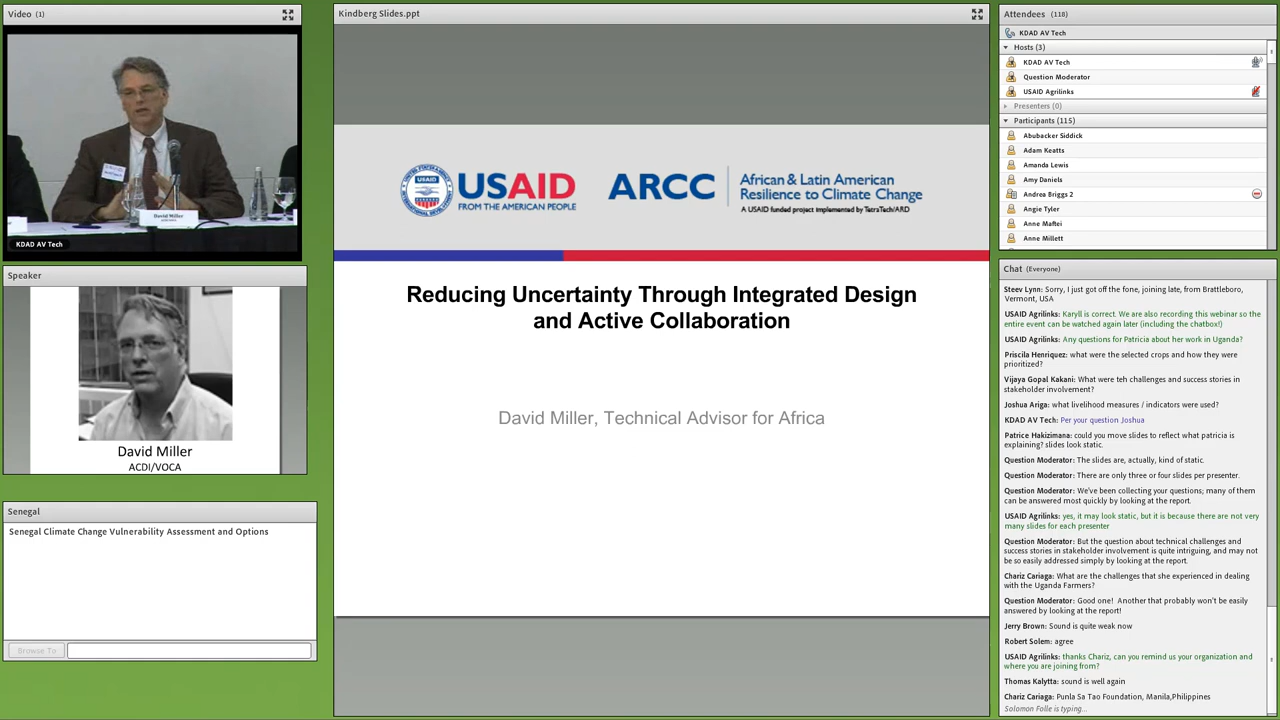 Video (1)
KDAD AV Tech
David Miller
Speaker
David Miller
ACDI/VOCA
Senegal
Senegal Climate Change Vulnerability Assessment and Options
Browse To
Kindberg Slides.ppt
USAID
FROM THE AMERICAN PEOPLE
ARCC
African & Latin American
Resilience to Climate Change
A USAID funded project implemented by TetraTech/ARD
Reducing Uncertainty Through Integrated Design
and Active Collaboration
David Miller, Technical Advisor for Africa
Attendees (118)
KDAD AV Tech
Hosts (3)
KDAD AV Tech
Question Moderator
USAID Agrilinks
Presenters (0)
Participants (115)
Abubacker Siddick
Adam Keatts
Amanda Lewis
Amy Daniels
Andrea Briggs 2
Angie Tyler
Anne Maftei
Anne Millett
Chat (Everyone)
Steev Lynn: Sorry, I just got off the fone, joining late, from Brattleboro,
Vermont, USA
USAID Agrilinks: Karyll is correct. We are also recording this webinar so the
entire event can be watched again later (including the chatbox!)
USAID Agrilinks: Any questions for Patricia about her work in Uganda?
Priscila Henriquez: what were the selected crops and how they were
prioritized?
Vijaya Gopal Kakani: What were teh challenges and success stories in
stakeholder involvement?
Joshua Ariga: what livelihood measures / indicators were used?
KDAD AV Tech: Per your question Joshua
Patrice Hakizimana: could you move slides to reflect what patricia is
explaining? slides look static.
Question Moderator: The slides are, actually, kind of static.
Question Moderator: There are only three or four slides per presenter.
Question Moderator: We've been collecting your questions; many of them
can be answered most quickly by looking at the report.
USAID Agrilinks: yes, it may look static, but it is because there are not very
many slides for each presenter
Question Moderator: But the question about technical challenges and
success stories in stakeholder involvement is quite intriguing, and may not
be so easily addressed simply by looking at the report.
Chariz Cariaga: What are the challenges that she experienced in dealing
with the Uganda Farmers?
Question Moderator: Good one! Another that probably won't be easily
answered by looking at the report!
Jerry Brown: Sound is quite weak now
Robert Solem: agree
USAID Agrilinks: thanks Chariz, can you remind us your organization and
where you are joining from?
Thomas Kalytta: sound is well again
Chariz Cariaga: Punla Sa Tao Foundation, Manila,Philippines
Solomon Folle is typing...